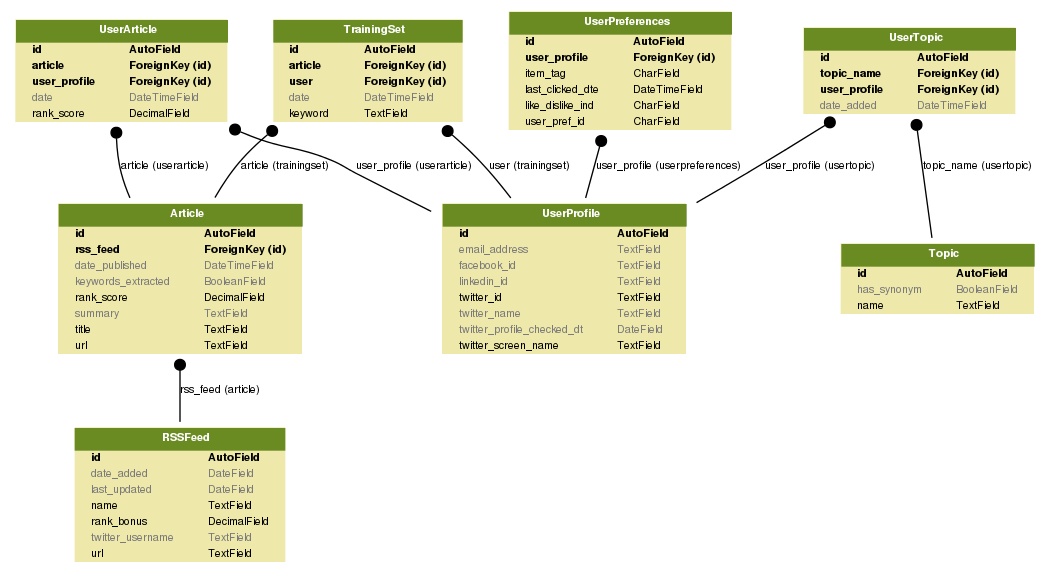 UserArticle
id AutoField
article ForeignKey (id)
user_profile ForeignKey (id)
date DateTimeField
rank_score DecimalField
TrainingSet
id AutoField
article ForeignKey (id)
user ForeignKey (id)
date DateTimeField
keyword TextField
UserPreferences
id AutoField
user_profile ForeignKey (id)
item_tag CharField
last_clicked_dte DateTimeField
like_dislike_ind CharField
user_pref_id CharField
UserTopic
id AutoField
topic_name ForeignKey (id)
user_profile ForeignKey (id)
date_added DateTimeField
article (userarticle)
article (trainingset)
user_profile (userarticle)
user (trainingset)
user_profile (userpreferences)
user_profile (usertopic)
topic_name (usertopic)
Article
id AutoField
rss_feed ForeignKey (id)
date_published DateTimeField
keywords_extracted BooleanField
rank_score DecimalField
summary TextField
title TextField
url TextField
UserProfile
id AutoField
email_address TextField
facebook_id TextField
linkedin_id TextField
twitter_id TextField
twitter_name TextField
twitter_profile_checked_dt DateField
twitter_screen_name TextField
Topic
id AutoField
has_synonym BooleanField
name TextField
rss_feed (article)
RSSFeed
id AutoField
date_added DateField
last_updated DateField
name TextField
rank_bonus DecimalField
twitter_username TextField
url TextField